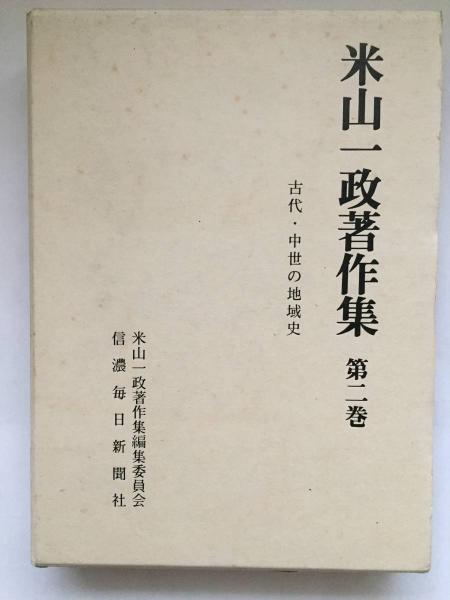 米山一政著作集 第二巻
古代・中世の地域史
米山一政著作集編集委員会
信濃毎日新聞社